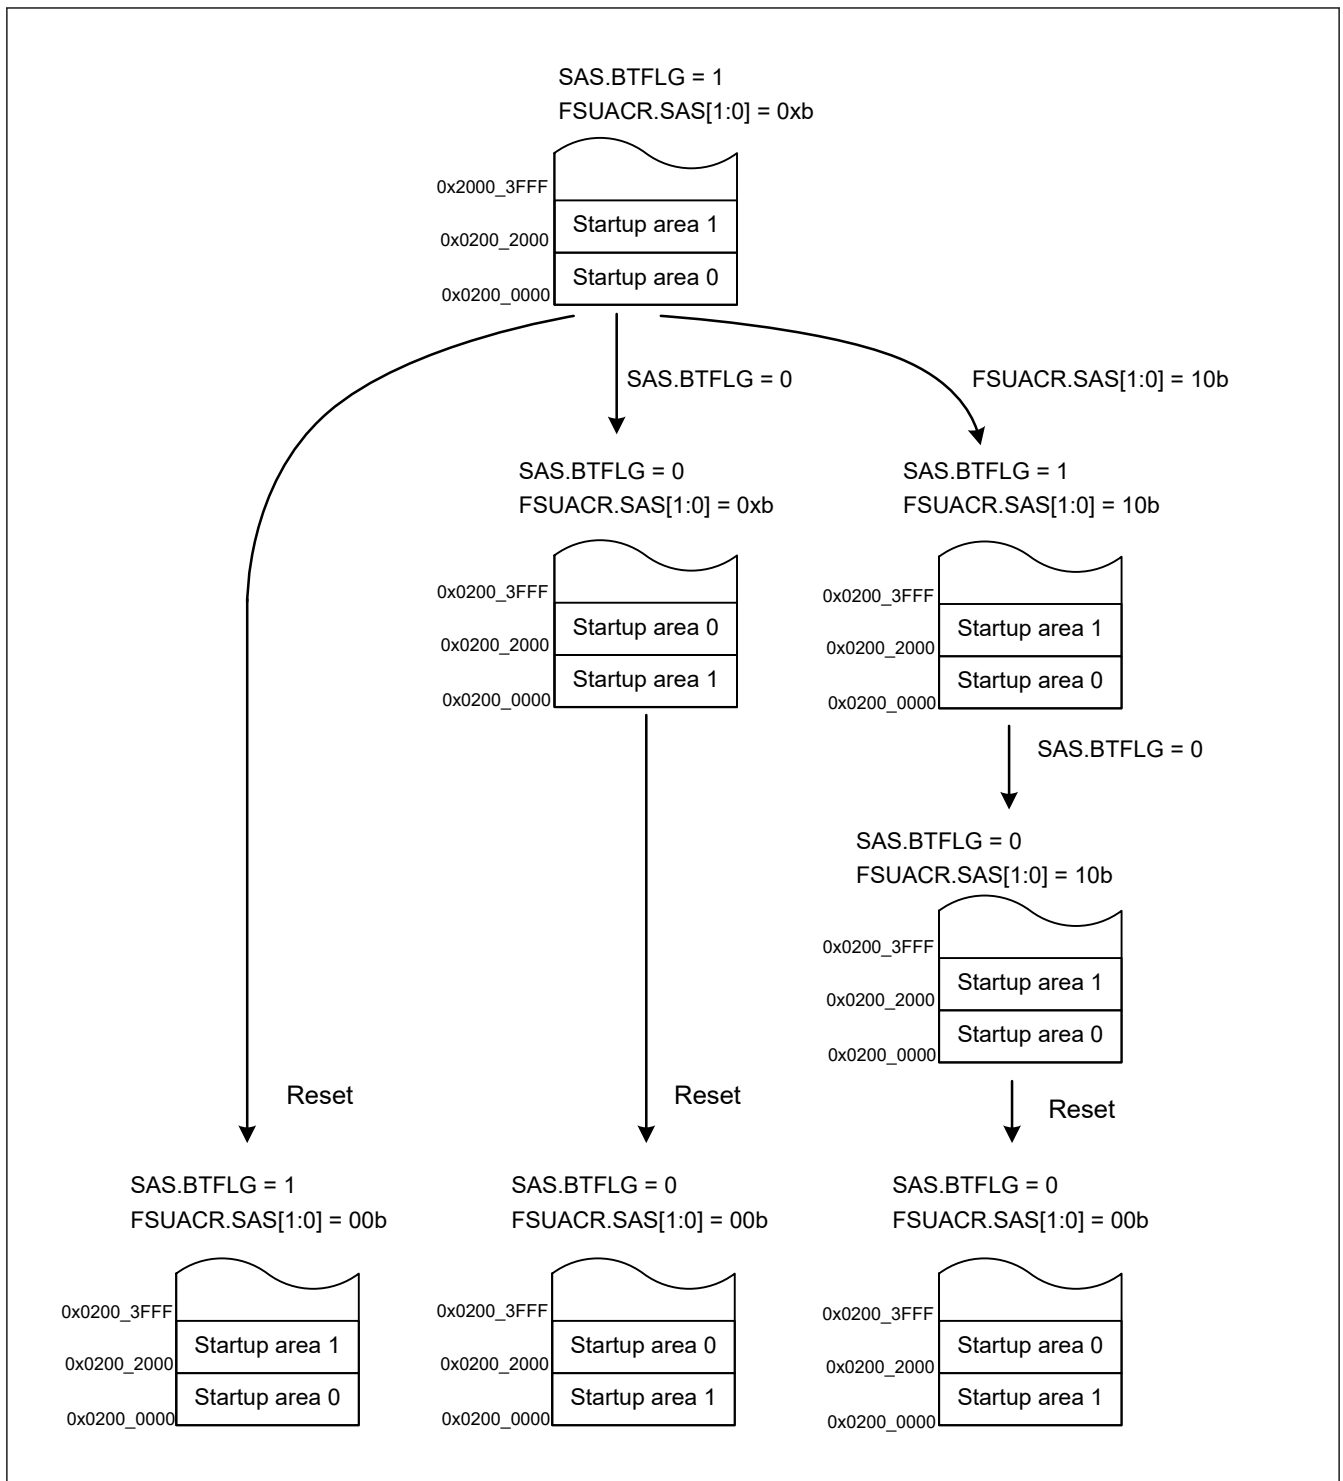 SAS.BTFLG = 1
FSUACR.SAS[1:0] = 0xb
0x2000_3FFF
Startup area 1
0x0200_2000
Startup area 0
0x0200_0000
SAS.BTFLG = 0
FSUACR.SAS[1:0] = 10b
SAS.BTFLG = 0
FSUACR.SAS[1:0] = 0xb
0x0200_3FFF
Startup area 0
0x0200_2000
Startup area 1
0x0200_0000
SAS.BTFLG = 1
FSUACR.SAS[1:0] = 10b
0x0200_3FFF
Startup area 1
0x0200_2000
Startup area 0
0x0200_0000
SAS.BTFLG = 0
SAS.BTFLG = 0
FSUACR.SAS[1:0] = 10b
0x0200_3FFF
Startup area 1
0x0200_2000
Startup area 0
0x0200_0000
Reset
Reset
Reset
SAS.BTFLG = 1
FSUACR.SAS[1:0] = 00b
0x0200_3FFF
Startup area 1
0x0200_2000
Startup area 0
0x0200_0000
SAS.BTFLG = 0
FSUACR.SAS[1:0] = 00b
0x0200_3FFF
Startup area 0
0x0200_2000
Startup area 1
0x0200_0000
SAS.BTFLG = 0
FSUACR.SAS[1:0] = 00b
0x0200_3FFF
Startup area 0
0x0200_2000
Startup area 1
0x0200_0000